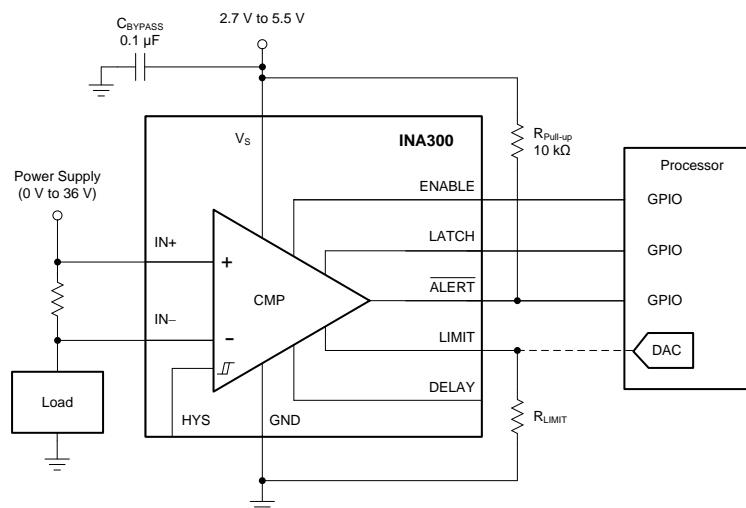 2.7 V to 5.5 V
CBYPASS
0.1 µF
VS
INA300
RPull-up
10 kΩ
Processor
Power Supply
(0 V to 36 V)
ENABLE
GPIO
IN+
LATCH
GPIO
+
CMP
ALERT
GPIO
IN–
–
LIMIT
DAC
Load
DELAY
HYS
GND
RLIMIT